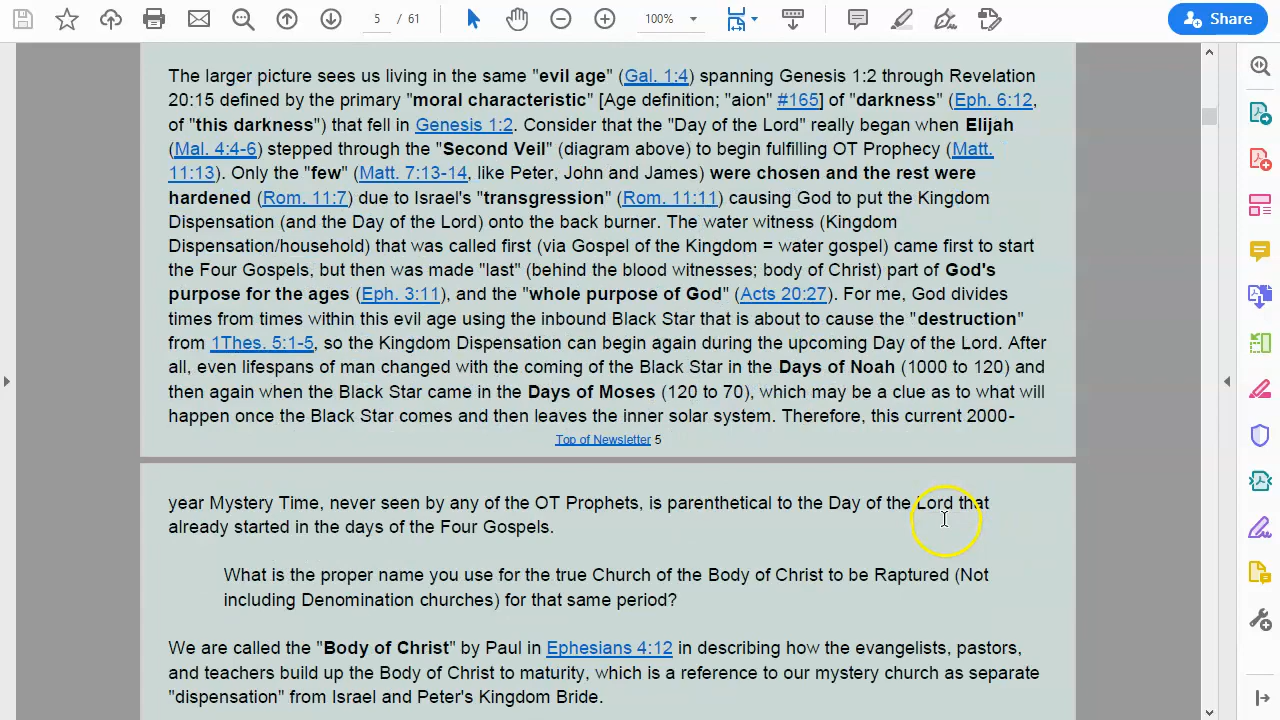 5 / 61
100%
Share
The larger picture sees us living in the same "evil age" (Gal. 1:4) spanning Genesis 1:2 through Revelation
20:15 defined by the primary "moral characteristic" [Age definition; "aion" #165] of "darkness" (Eph. 6:12,
of "this darkness") that fell in Genesis 1:2. Consider that the "Day of the Lord" really began when Elijah
(Mal. 4:4-6) stepped through the "Second Veil" (diagram above) to begin fulfilling OT Prophecy (Matt.
11:13). Only the "few" (Matt. 7:13-14, like Peter, John and James) were chosen and the rest were
hardened (Rom. 11:7) due to Israel's "transgression" (Rom. 11:11) causing God to put the Kingdom
Dispensation (and the Day of the Lord) onto the back burner. The water witness (Kingdom
Dispensation/household) that was called first (via Gospel of the Kingdom = water gospel) came first to start
the Four Gospels, but then was made "last" (behind the blood witnesses; body of Christ) part of God's
purpose for the ages (Eph. 3:11), and the "whole purpose of God" (Acts 20:27). For me, God divides
times from times within this evil age using the inbound Black Star that is about to cause the "destruction"
from 1Thes. 5:1-5, so the Kingdom Dispensation can begin again during the upcoming Day of the Lord. After
all, even lifespans of man changed with the coming of the Black Star in the Days of Noah (1000 to 120) and
then again when the Black Star came in the Days of Moses (120 to 70), which may be a clue as to what will
happen once the Black Star comes and then leaves the inner solar system. Therefore, this current 2000-
Top of Newsletter 5
year Mystery Time, never seen by any of the OT Prophets, is parenthetical to the Day of the Lord that
already started in the days of the Four Gospels.
What is the proper name you use for the true Church of the Body of Christ to be Raptured (Not
including Denomination churches) for that same period?
We are called the "Body of Christ" by Paul in Ephesians 4:12 in describing how the evangelists, pastors,
and teachers build up the Body of Christ to maturity, which is a reference to our mystery church as separate
"dispensation" from Israel and Peter's Kingdom Bride.